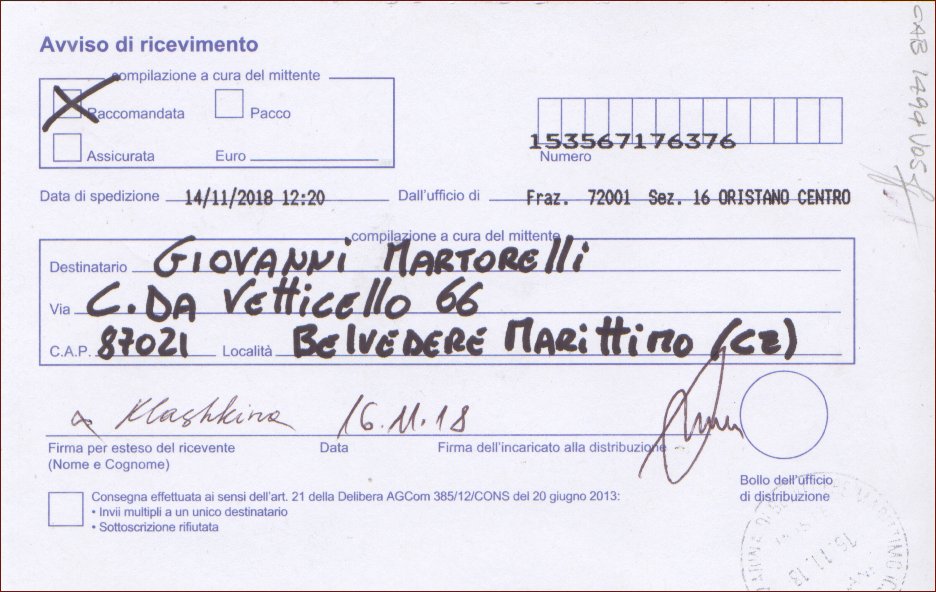 Avviso di ricevimento
compilazione a cura del mittente
Raccomandata
Pacco
Assicurata
Euro
153567176376
Numero
Data di spedizione 14/11/2018 12:20 Dall'ufficio di Fraz. 72001 Sez. 16 ORISTANO CENTRO
compilazione a cura del mittente
Destinatario GIOVANNI MARTORElli
Via C.DA VEtticello 66
C.A.P. 87021 Località BElVEDERE MARittiMO (CZ)
Klashkina 16.11.18
Firma per esteso del ricevente
(Nome e Cognome)
Data
Firma dell'incaricato alla distribuzione
Bollo dell'ufficio
di distribuzione
Consegna effettuata ai sensi dell'art. 21 della Delibera AGCom 385/12/CONS del 20 giugno 2013:
• Invii multipli a un unico destinatario
• Sottoscrizione rifiutata